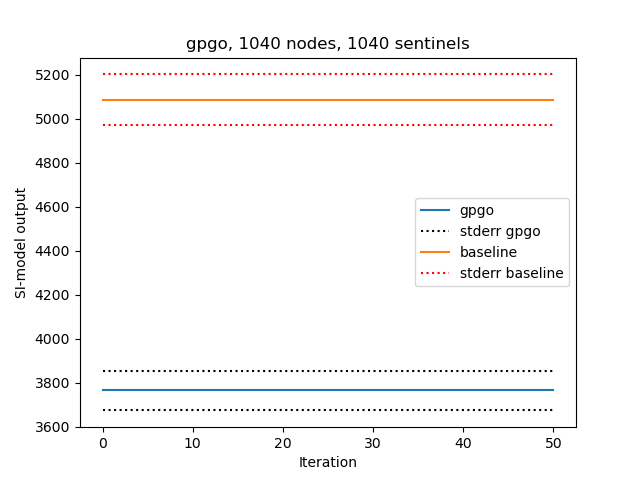 gpgo, 1040 nodes, 1040 sentinels
SI-model output
5200
5000
4800
4600
4400
4200
4000
3800
3600
gpgo
stderr gpgo
baseline
stderr baseline
0 10 20 30 40 50
Iteration